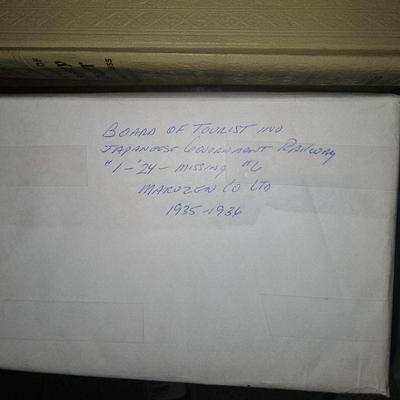 BOARD OF TOURIST IND
JAPANESE GOVERNMENT RAILWAY
#1-'24- MISSING #6
MARUZEN CO LTD
1935-1936